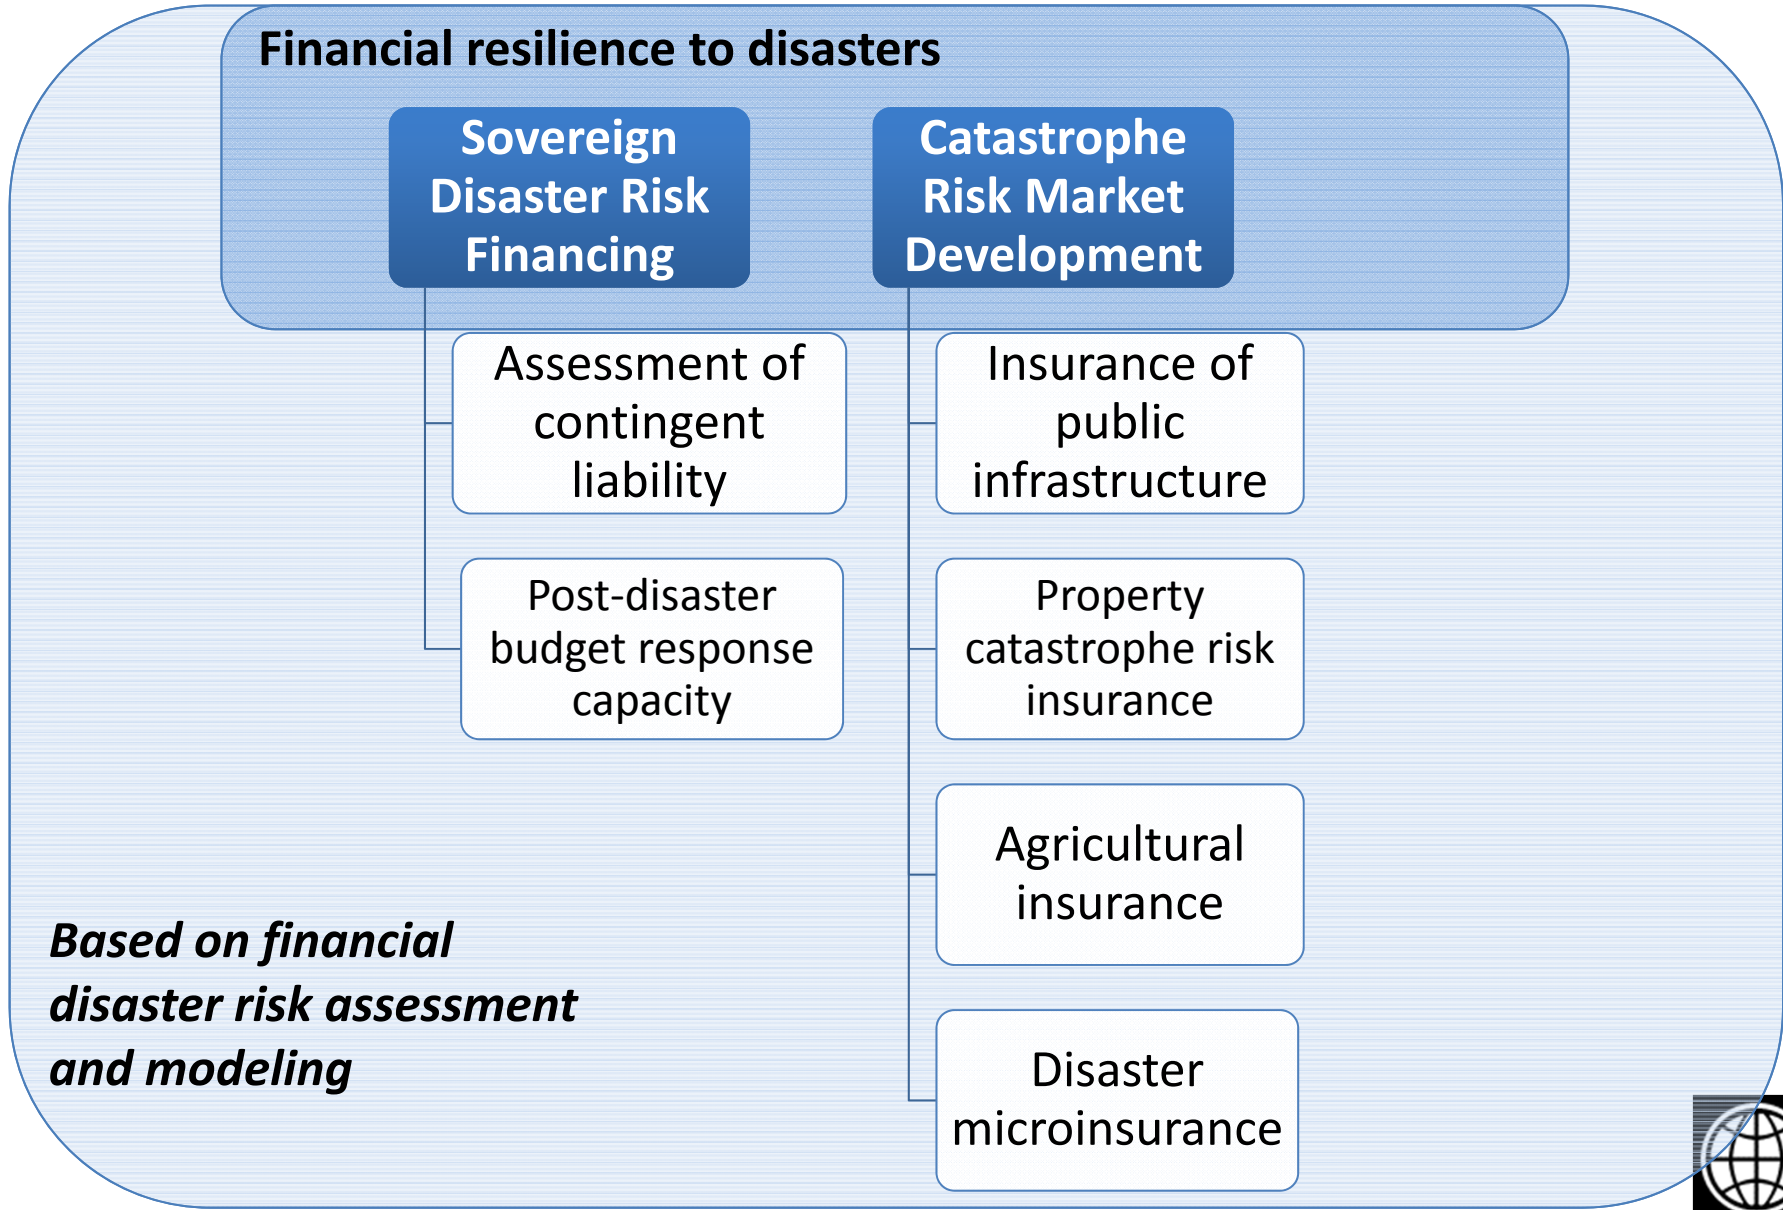 Financial resilience to disasters
Sovereign
Disaster Risk
Financing
Catastrophe
Risk Market
Development
Assessment of
contingent
liability
Insurance of
public
infrastructure
Post-disaster
budget response
capacity
Property
catastrophe risk
insurance
Agricultural
insurance
Based on financial
disaster risk assessment
and modeling
Disaster
microinsurance